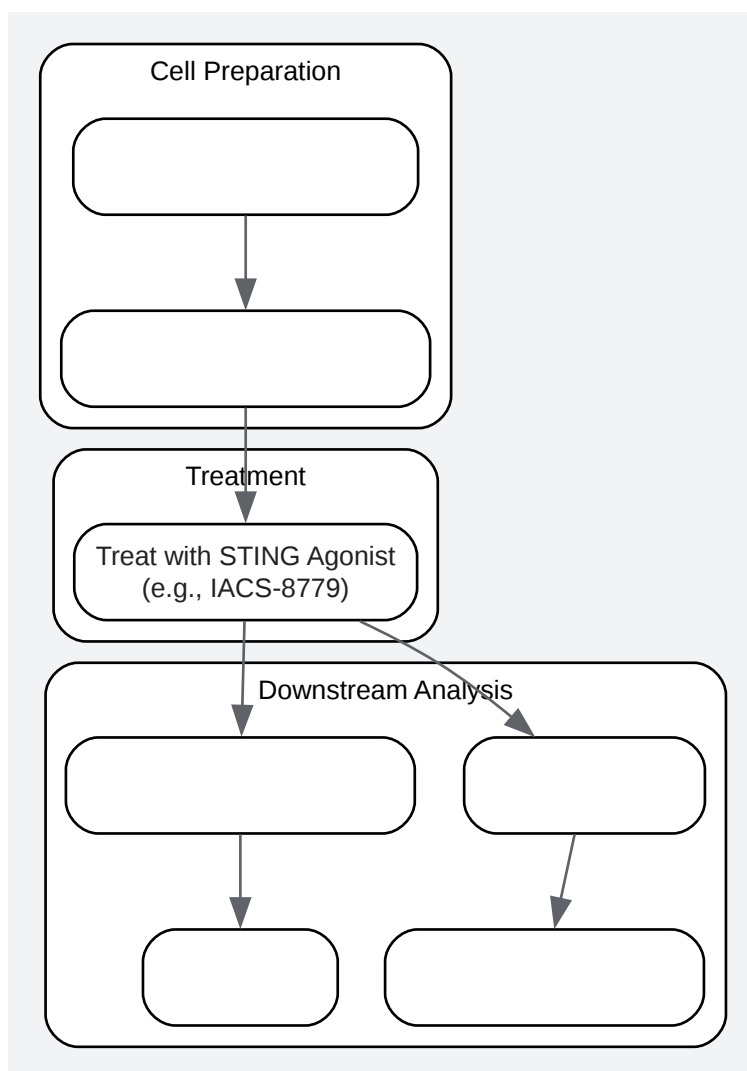 Cell Preparation
Treatment
Treat with STING Agonist
(e.g., IACS-8779)
Downstream Analysis